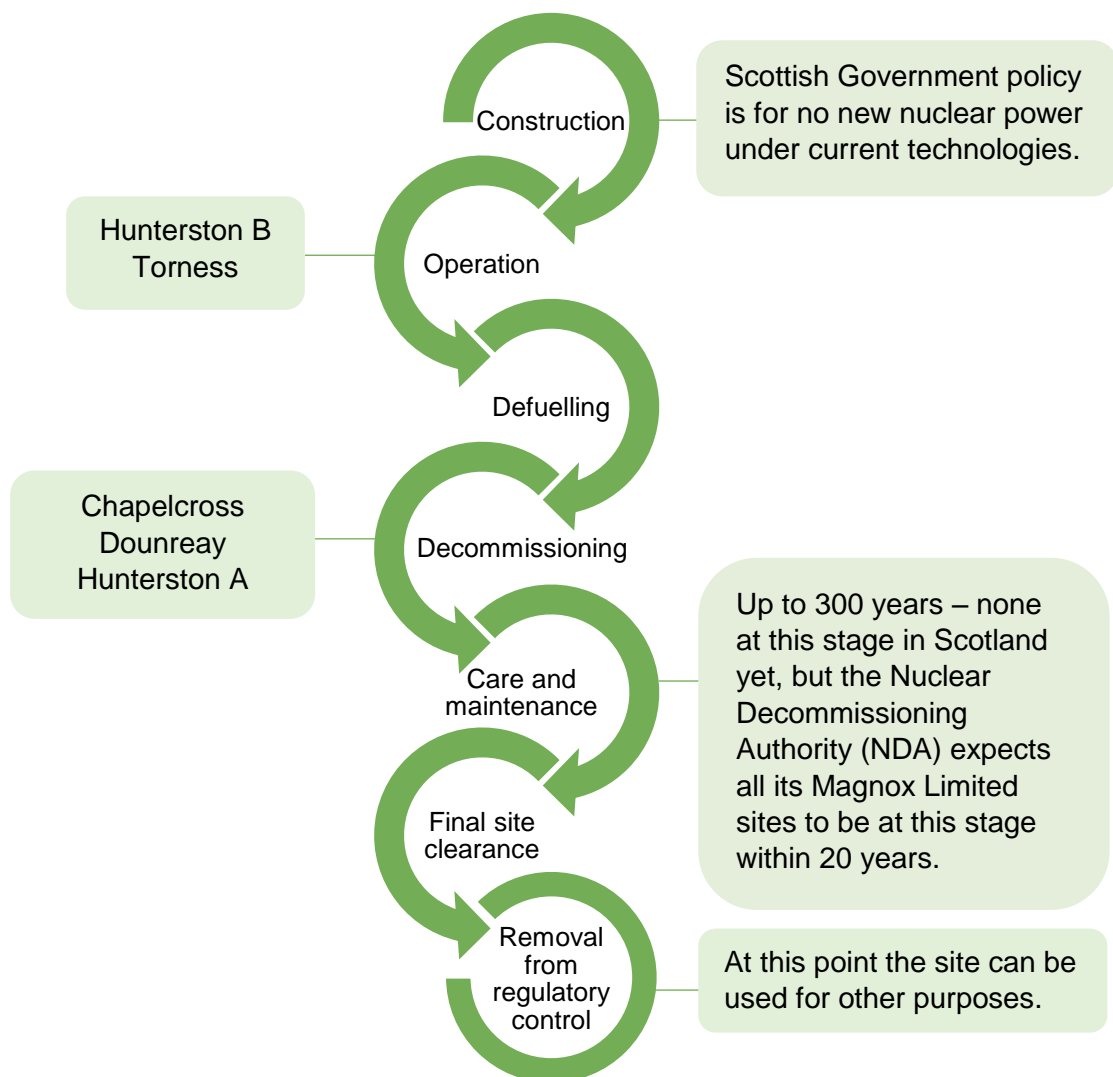 Construction
Scottish Government policy
is for no new nuclear power
under current technologies.
Hunterston B
Torness
Operation
Defuelling
Chapelcross
Dounreay
Hunterston A
Decommissioning
Care and
maintenance
Up to 300 years – none
at this stage in Scotland
yet, but the Nuclear
Decommissioning
Authority (NDA) expects
all its Magnox Limited
sites to be at this stage
within 20 years.
Final site
clearance
Removal
from
regulatory
control
At this point the site can be
used for other purposes.